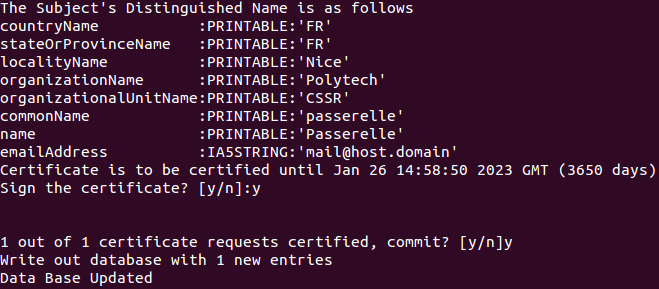 The Subject's Distinguished Name is as follows
countryName           :PRINTABLE:'FR'
stateOrProvinceName   :PRINTABLE:'FR'
localityName          :PRINTABLE:'Nice'
organizationName      :PRINTABLE:'Polytech'
organizationalUnitName:PRINTABLE:'CSSR'
commonName            :PRINTABLE:'passerelle'
name                  :PRINTABLE:'Passerelle'
emailAddress          :IA5STRING:'mail@host.domain'
Certificate is to be certified until Jan 26 14:58:50 2023 GMT (3650 days)
Sign the certificate? [y/n]:y
1 out of 1 certificate requests certified, commit? [y/n]y
Write out database with 1 new entries
Data Base Updated